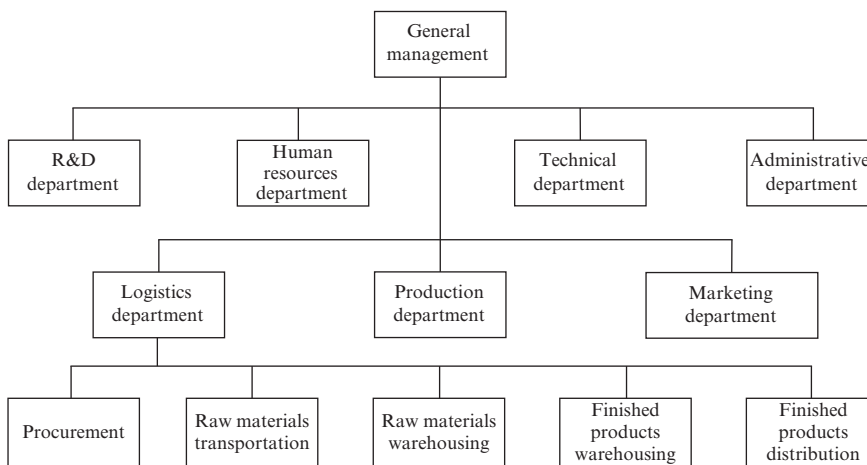 General
management
R&D
department
Human
resources
department
Technical
department
Administrative
department
Logistics
department
Production
department
Marketing
department
Procurement
Raw materials
transportation
Raw materials
warehousing
Finished
products
warehousing
Finished
products
distribution